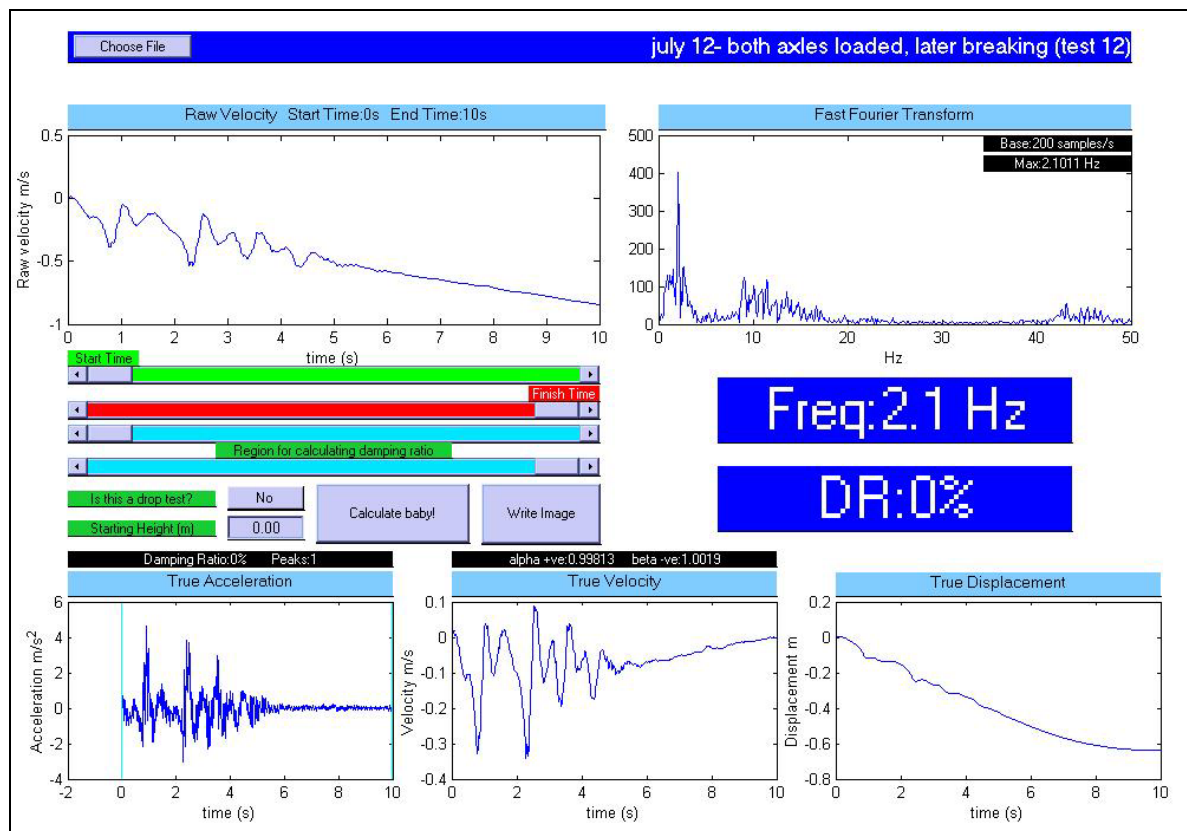 Choose File
july 12- both axles loaded, later breaking (test 12)
Raw Velocity Start Time:0s End Time:10s
0.5
0
-0.5
-1
Raw velocity m/s
0 1 2 3 4 5 6 7 8 9 10
time (s)
Fast Fourier Transform
Base:200 samples/s
Max:2.1011 Hz
500
400
300
200
100
0
0 10 20 30 40 50
Hz
Start Time
Finish Time
Region for calculating damping ratio
Is this a drop test?
No
Starting Height (m)
0.00
Calculate baby!
Write Image
Freq:2.1 Hz
DR:0%
Damping Ratio:0% Peaks:1
True Acceleration
6
4
2
0
-2
-4
Acceleration m/s²
-2 0 2 4 6 8 10
time (s)
alpha +ve:0.99813 beta -ve:1.0019
True Velocity
0.1
0
-0.1
-0.2
-0.3
-0.4
Velocity m/s
0 2 4 6 8 10
time (s)
True Displacement
0.2
0
-0.2
-0.4
-0.6
-0.8
Displacement m
0 2 4 6 8 10
time (s)